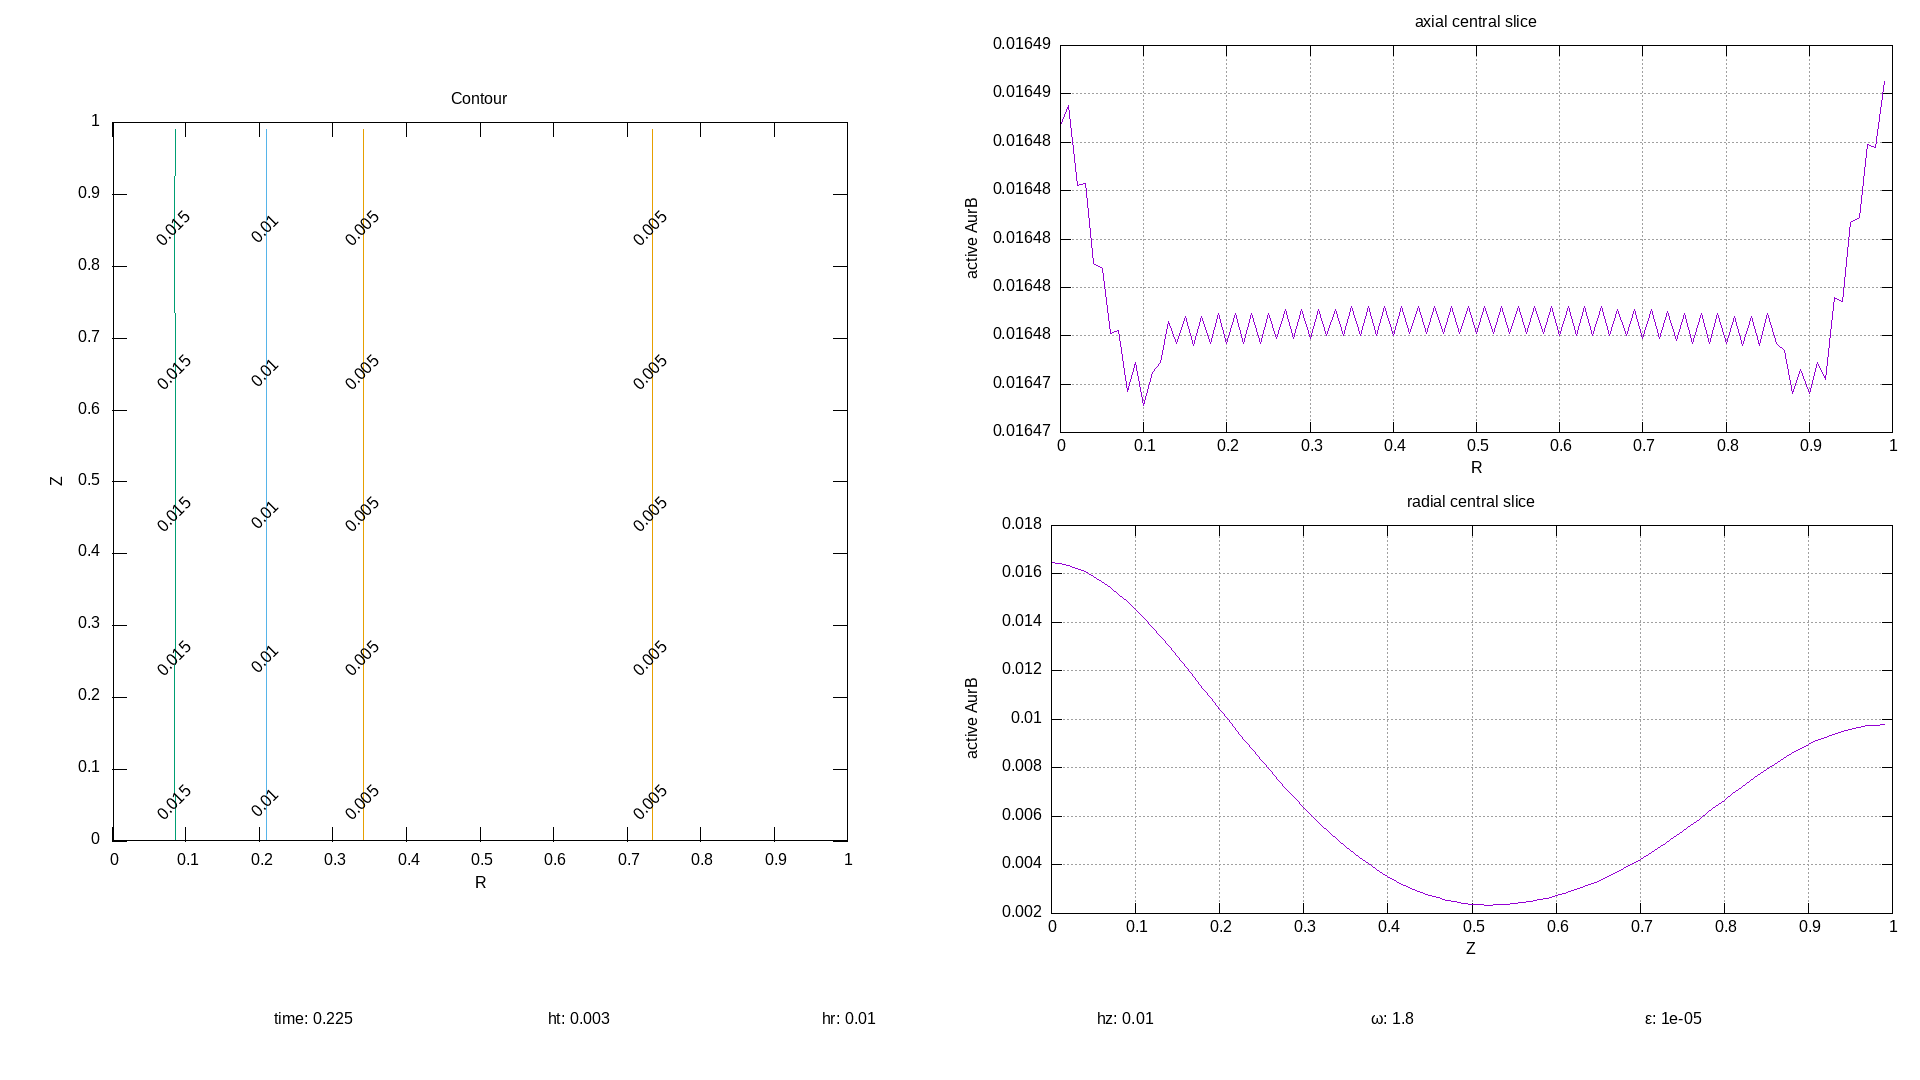 Contour
1
0.9
0.8
0.7
0.6
0.5
0.4
0.3
0.2
0.1
0
Z
0 0.1 0.2 0.3 0.4 0.5 0.6 0.7 0.8 0.9 1
R
0.015 0.01 0.005 0.005
0.015 0.01 0.005 0.005
0.015 0.01 0.005 0.005
0.015 0.01 0.005 0.005
0.015 0.01 0.005 0.005
axial central slice
0.01649
0.01649
0.01648
0.01648
0.01648
0.01648
0.01648
0.01647
0.01647
active AurB
0 0.1 0.2 0.3 0.4 0.5 0.6 0.7 0.8 0.9 1
R
radial central slice
0.018
0.016
0.014
0.012
0.01
0.008
0.006
0.004
0.002
active AurB
0 0.1 0.2 0.3 0.4 0.5 0.6 0.7 0.8 0.9 1
Z
time: 0.225 ht: 0.003 hr: 0.01 hz: 0.01 ω: 1.8 ε: 1e-05